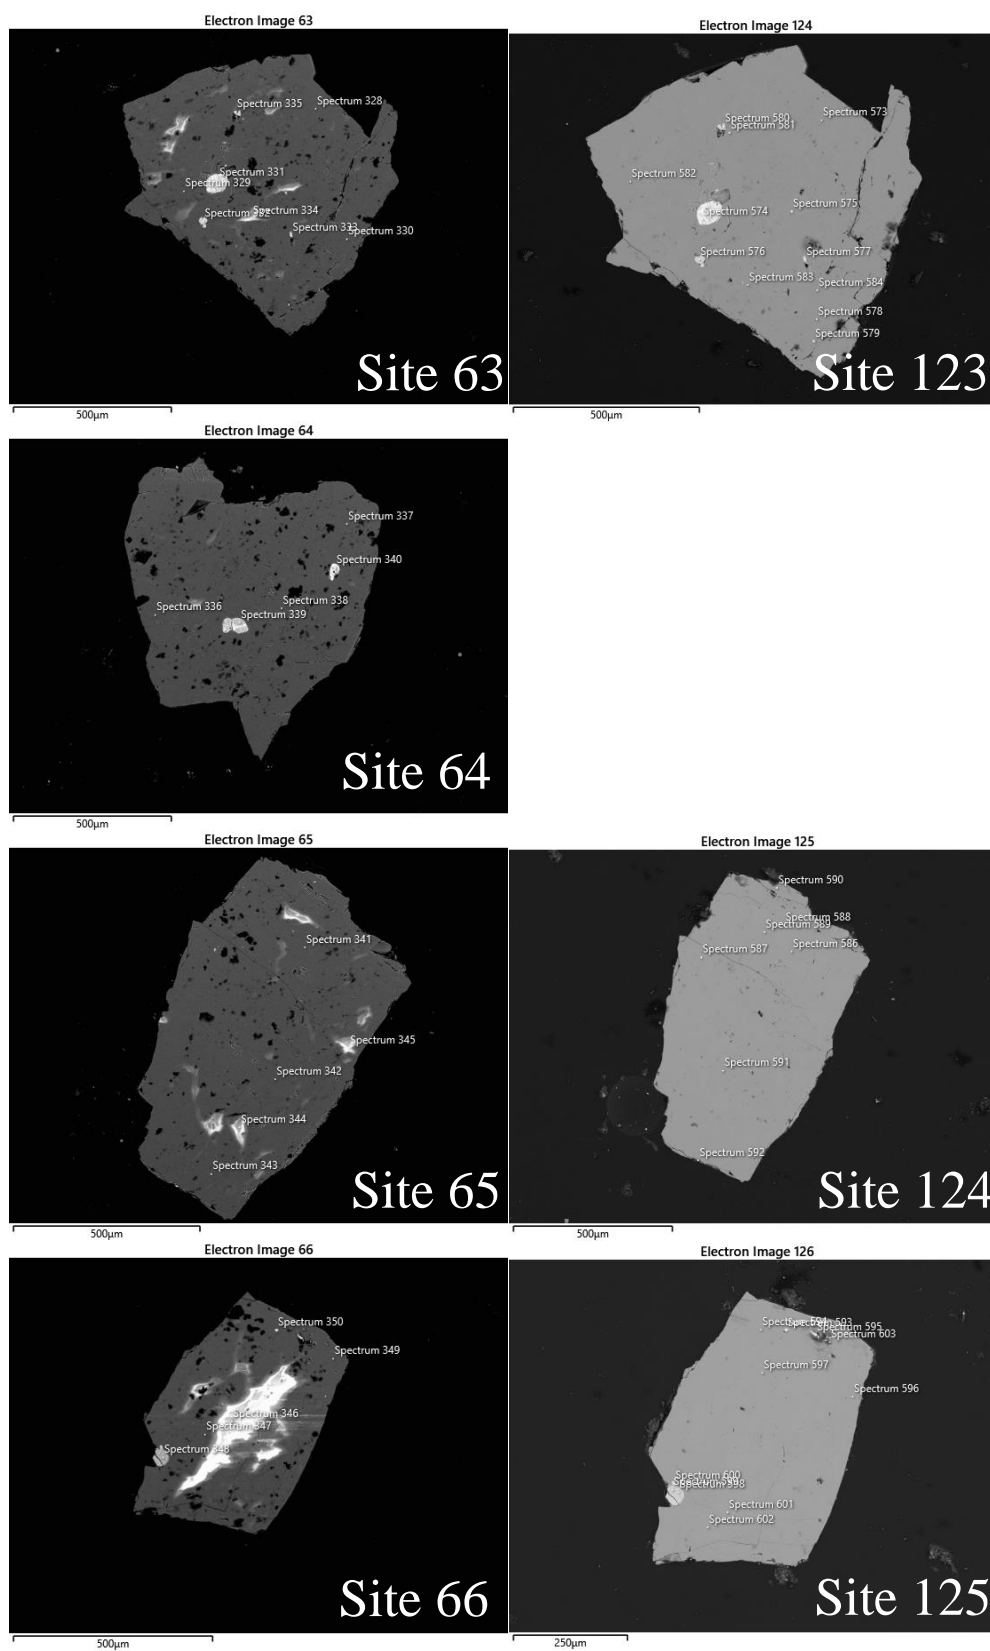 Electron Image 63
Spectrum 335
Spectrum 328
Spectrum 331
Spectrum 329
Spectrum 334
Spectrum 333
Spectrum 330
Site 63
500µm
Electron Image 124
Spectrum 580
Spectrum 581
Spectrum 573
Spectrum 582
Spectrum 574
Spectrum 575
Spectrum 576
Spectrum 577
Spectrum 583
Spectrum 584
Spectrum 578
Spectrum 579
Site 123
500µm
Electron Image 64
Spectrum 337
Spectrum 340
Spectrum 338
Spectrum 336
Spectrum 339
Site 64
500µm
Electron Image 65
Spectrum 341
Spectrum 345
Spectrum 342
Spectrum 344
Spectrum 343
Site 65
500µm
Electron Image 125
Spectrum 590
Spectrum 588
Spectrum 589
Spectrum 587
Spectrum 586
Spectrum 591
Spectrum 592
Site 124
500µm
Electron Image 66
Spectrum 350
Spectrum 349
Spectrum 346
Spectrum 347
Spectrum 348
Site 66
500µm
Electron Image 126
Spectrum 595
Spectrum 603
Spectrum 597
Spectrum 596
Spectrum 600
Spectrum 601
Spectrum 602
Site 125
250µm